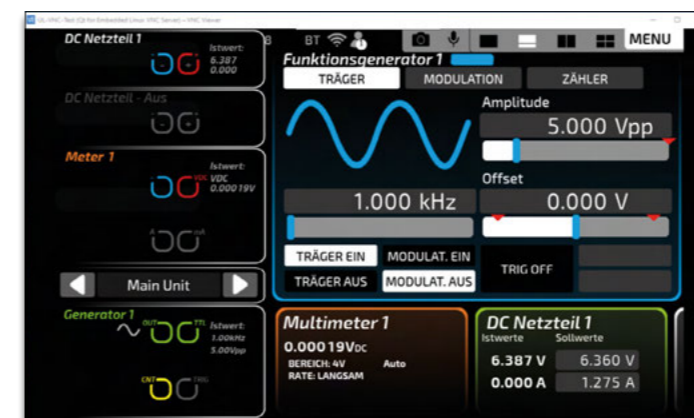 UL-VNC-Test (Qt for Embedded Linux VNC Server) – VNC Viewer
DC Netzteil 1
Istwert:
6.387
0.000
DC Netzteil - Aus
Meter 1
Istwert:
VDC
VDC
0.00019V
A
mA
Main Unit
Generator 1
OUT
TTL
Istwert:
1.00kHz
5.00Vpp
CNT
TRIG
BT
MENU
Funktionsgenerator 1
TRÄGER
MODULATION
ZÄHLER
Amplitude
5.000 Vpp
Offset
1.000 kHz
0.000 V
TRÄGER EIN
MODULAT. EIN
TRIG OFF
TRÄGER AUS
MODULAT. AUS
Multimeter 1
0.00019VDC
BEREICH: 4V Auto
RATE: LANGSAM
DC Netzteil 1
Istwerte Sollwerte
6.387 V 6.360 V
0.000 A 1.275 A